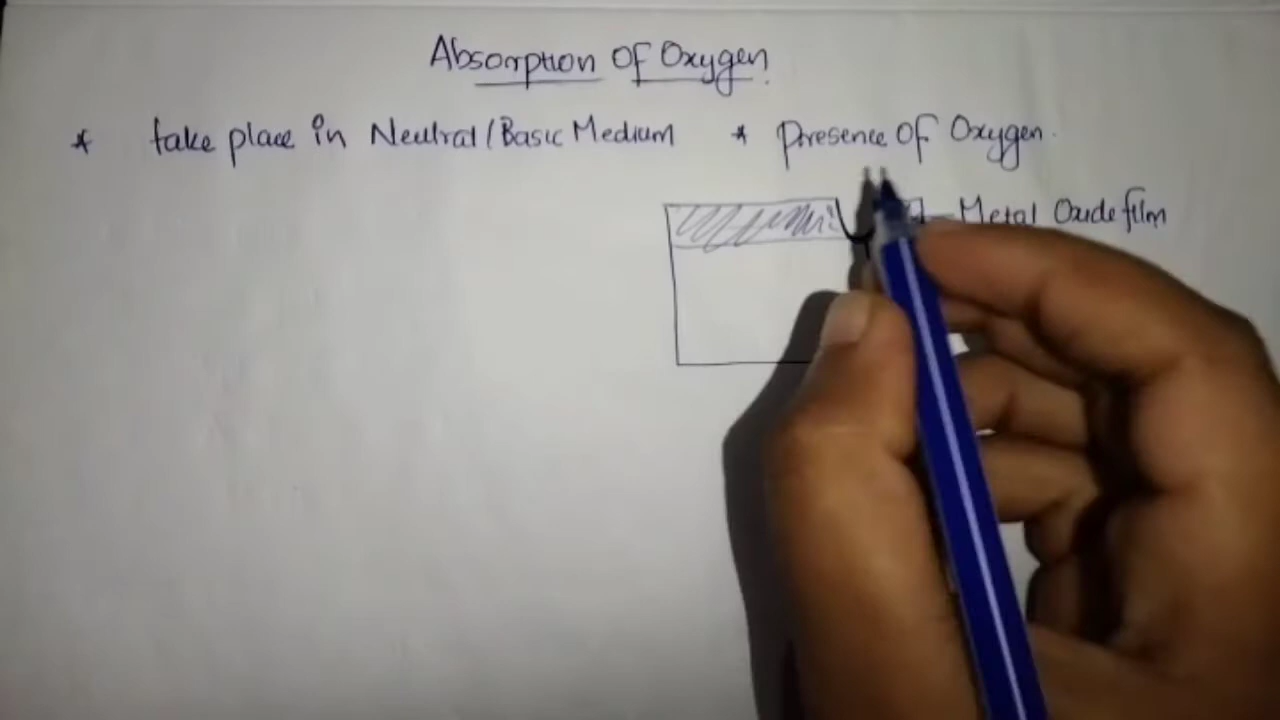 Absorption Of Oxygen
* take place in Neutral/Basic Medium * Presence Of Oxygen.
Metal Oxide film